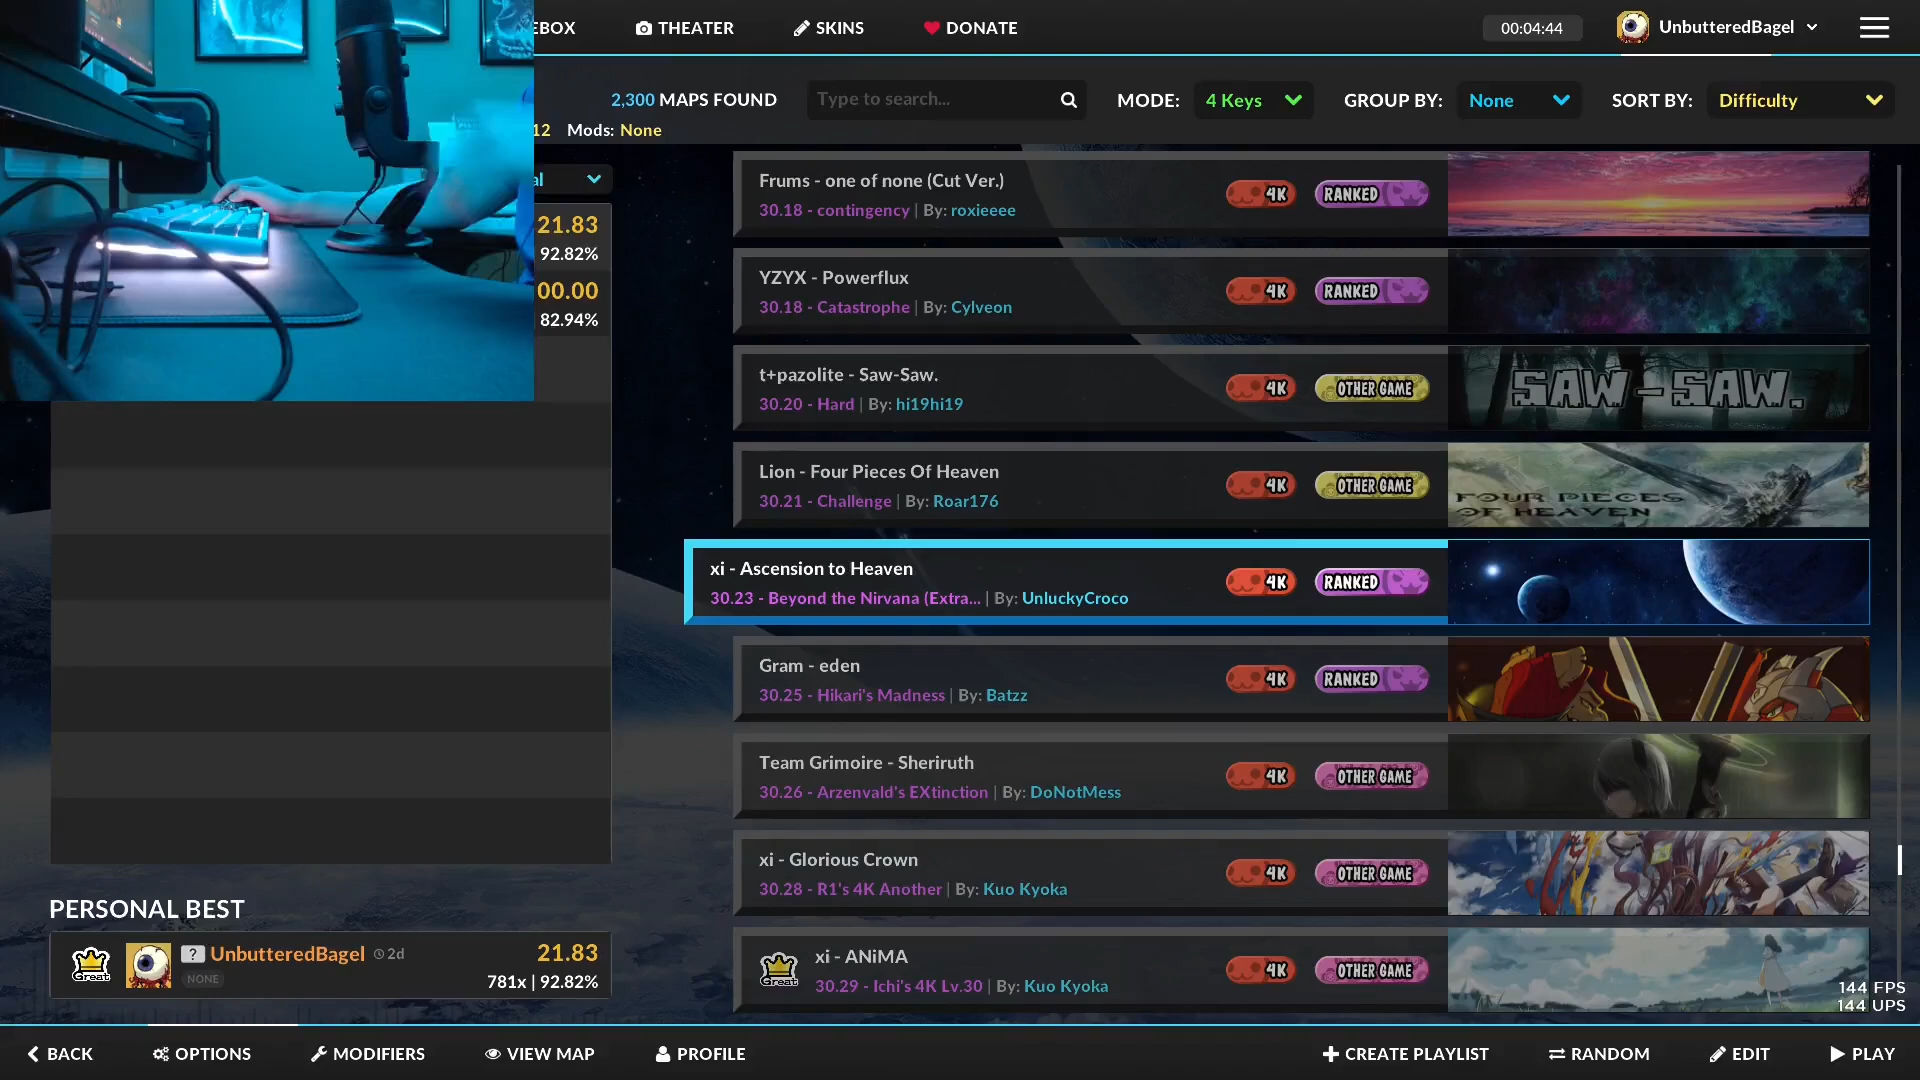 EBOX
THEATER
SKINS
DONATE
00:04:44
UnbutteredBagel
2,300 MAPS FOUND
Type to search...
MODE:
4 Keys
GROUP BY:
None
SORT BY:
Difficulty
12
Mods: None
al
21.83
92.82%
00.00
82.94%
Frums - one of none (Cut Ver.)
30.18 - contingency | By: roxieeee
4K
RANKED
YZYX - Powerflux
30.18 - Catastrophe | By: Cylveon
4K
RANKED
t+pazolite - Saw-Saw.
30.20 - Hard | By: hi19hi19
4K
OTHER GAME
SAW-SAW.
Lion - Four Pieces Of Heaven
30.21 - Challenge | By: Roar176
4K
OTHER GAME
FOUR PIECES
OF HEAVEN
xi - Ascension to Heaven
30.23 - Beyond the Nirvana (Extra... | By: UnluckyCroco
4K
RANKED
Gram - eden
30.25 - Hikari's Madness | By: Batzz
4K
RANKED
Team Grimoire - Sheriruth
30.26 - Arzenvald's EXtinction | By: DoNotMess
4K
OTHER GAME
xi - Glorious Crown
30.28 - R1's 4K Another | By: Kuo Kyoka
4K
OTHER GAME
Great
xi - ANiMA
30.29 - Ichi's 4K Lv.30 | By: Kuo Kyoka
4K
OTHER GAME
144 FPS
144 UPS
PERSONAL BEST
Great
? UnbutteredBagel 2d
NONE
21.83
781x | 92.82%
BACK
OPTIONS
MODIFIERS
VIEW MAP
PROFILE
CREATE PLAYLIST
RANDOM
EDIT
PLAY